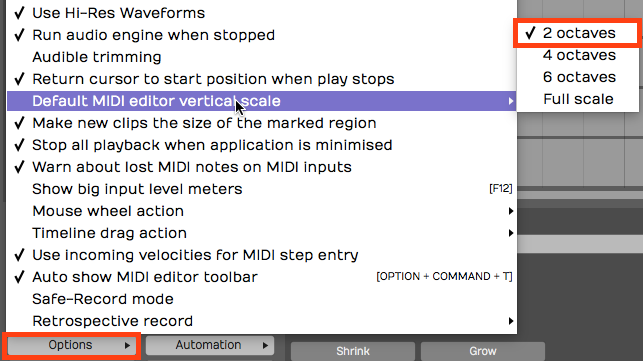 ✓ Use Hi-Res Waveforms
✓ Run audio engine when stopped
Audible trimming
✓ Return cursor to start position when play stops
Default MIDI editor vertical scale
✓ Make new clips the size of the marked region
✓ Stop all playback when application is minimised
✓ Warn about lost MIDI notes on MIDI inputs
Show big input level meters [F12]
Mouse wheel action
Timeline drag action
✓ Use incoming velocities for MIDI step entry
✓ Auto show MIDI editor toolbar [OPTION + COMMAND + T]
Safe-Record mode
Retrospective record
✓ 2 octaves
4 octaves
6 octaves
Full scale
Options
Automation
Shrink
Grow